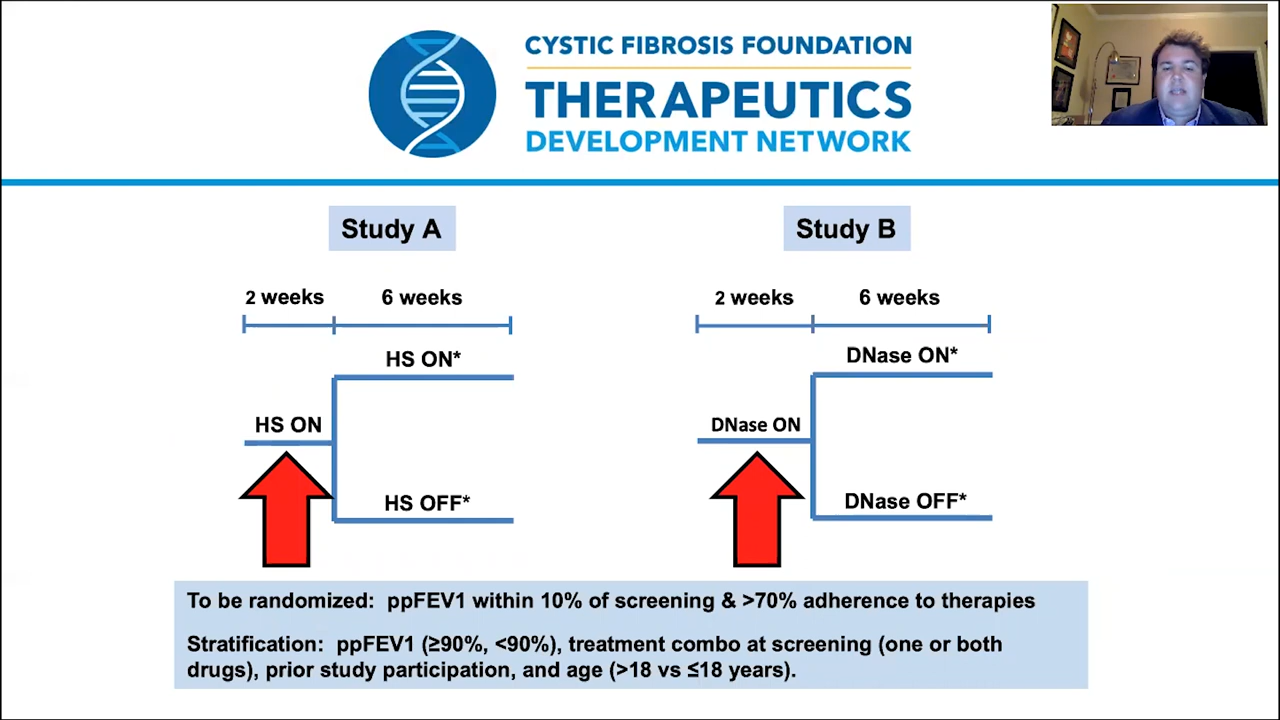 CYSTIC FIBROSIS FOUNDATION
THERAPEUTICS
DEVELOPMENT NETWORK
Study A
Study B
2 weeks
6 weeks
2 weeks
6 weeks
HS ON*
DNase ON*
HS ON
DNase ON
HS OFF*
DNase OFF*
To be randomized: ppFEV1 within 10% of screening & >70% adherence to therapies
Stratification: ppFEV1 (≥90%, <90%), treatment combo at screening (one or both
drugs), prior study participation, and age (>18 vs ≤18 years).